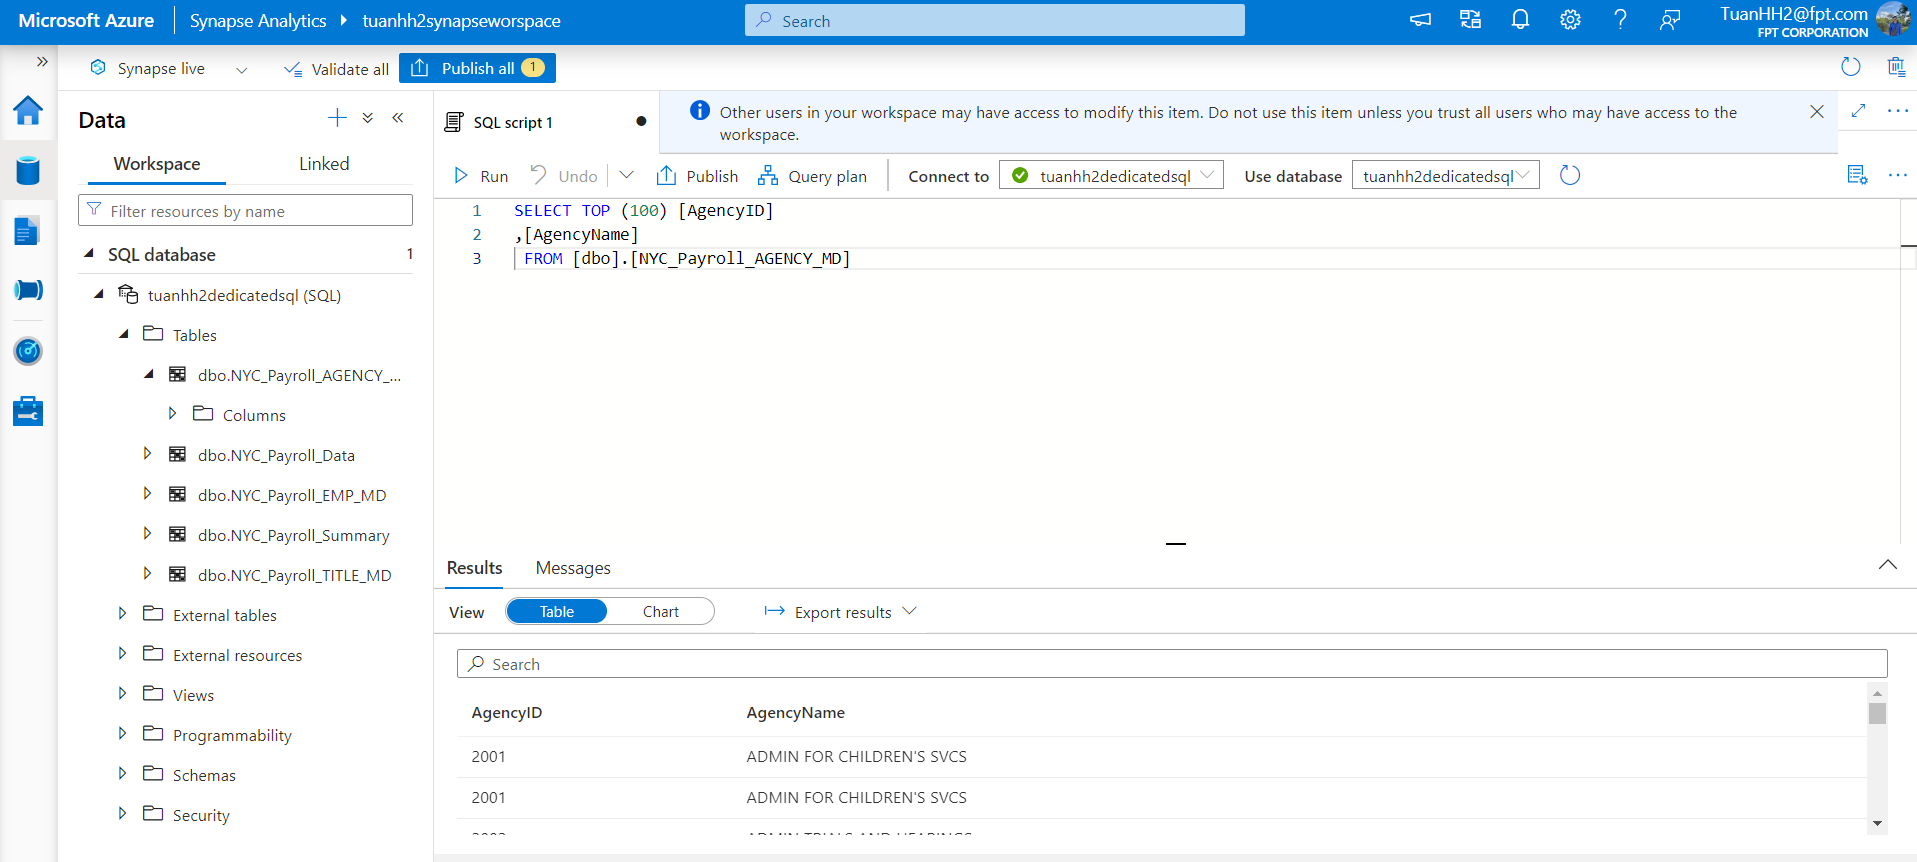 Microsoft Azure
Synapse Analytics
tuanhh2synapseworspace
Search
TuanHH2@fpt.com
FPT CORPORATION
Synapse live
Validate all
Publish all
1
Data
Workspace
Linked
Filter resources by name
SQL database
1
tuanhh2dedicatedsql (SQL)
Tables
dbo.NYC_Payroll_AGENCY_...
Columns
dbo.NYC_Payroll_Data
dbo.NYC_Payroll_EMP_MD
dbo.NYC_Payroll_Summary
dbo.NYC_Payroll_TITLE_MD
External tables
External resources
Views
Programmability
Schemas
Security
SQL script 1
Other users in your workspace may have access to modify this item. Do not use this item unless you trust all users who may have access to the
workspace.
Run
Undo
Publish
Query plan
Connect to
tuanhh2dedicatedsql
Use database
tuanhh2dedicatedsql
1 SELECT TOP (100) [AgencyID]
2 ,[AgencyName]
3 FROM [dbo].[NYC_Payroll_AGENCY_MD]
Results
Messages
View
Table
Chart
Export results
Search
AgencyID AgencyName
2001 ADMIN FOR CHILDREN'S SVCS
2001 ADMIN FOR CHILDREN'S SVCS
ADMIN TRIALS AND HEARINGS